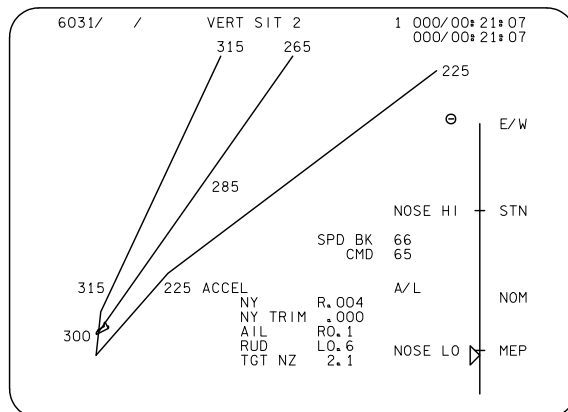 6031/ / VERT SIT 2 1 000/00:21:07
000/00:21:07
315 265
225
E/W
285
NOSE HI STN
SPD BK 66
CMD 65
315 225 ACCEL A/L
NY R.004 NOM
NY TRIM .000
300 AIL R0.1
RUD L0.6 NOSE LO MEP
TGT NZ 2.1